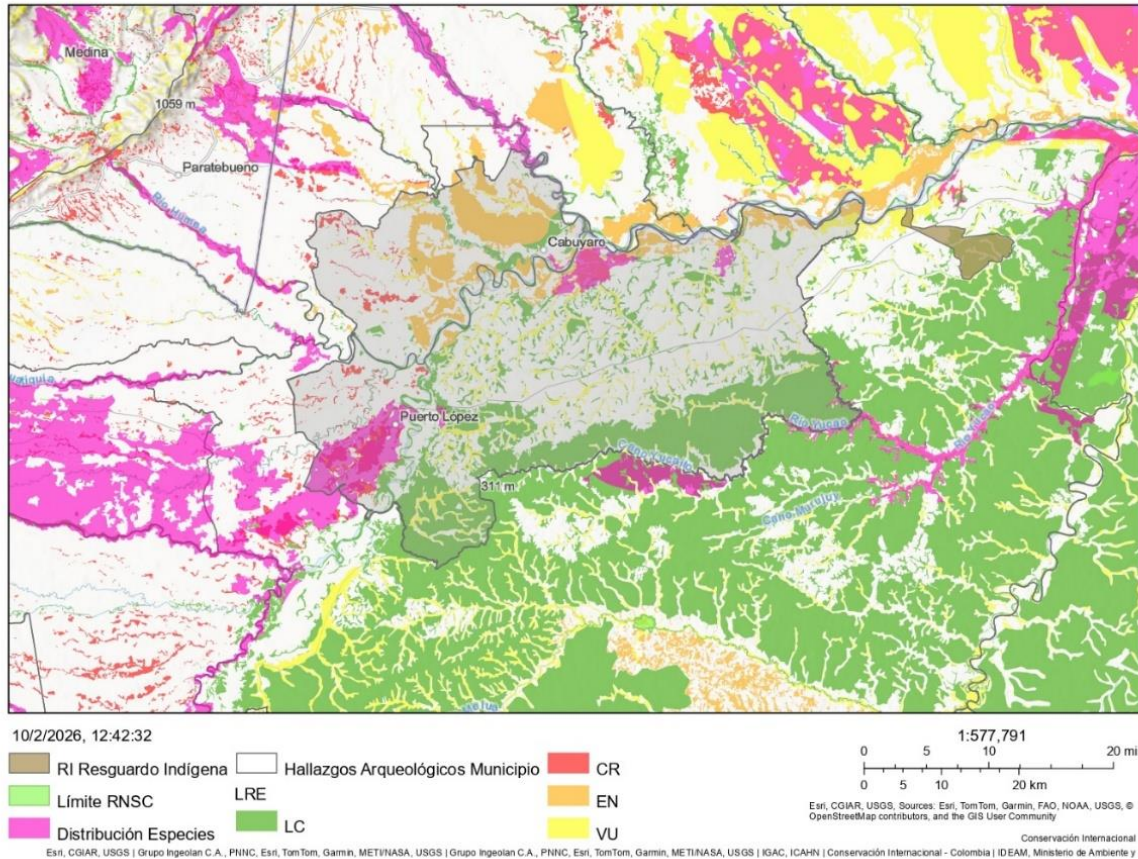 Medina
1059 m
Paratebueno
Río Humea
Cabuyaro
Puerto López
Río Yucao
311 m
Caño Murujuy
10/2/2026, 12:42:32
1:577,791
RI Resguardo Indígena
Hallazgos Arqueológicos Municipio
CR
0 5 10 20 mi
Límite RNSC
LRE
EN
0 5 10 20 km
Distribución Especies
LC
VU
Esri, CGIAR, USGS, Sources: Esri, TomTom, Garmin, FAO, NOAA, USGS, ©
OpenStreetMap contributors, and the GIS User Community
Conservación Internacional
Esri, CGIAR, USGS | Grupo Ingeolan C.A., PNNC, Esri, TomTom, Garmin, METI/NASA, USGS | Grupo Ingeolan C.A., PNNC, Esri, TomTom, Garmin, METI/NASA, USGS | IGAC, ICAHN | Conservación Internacional - Colombia | IDEAM, Ministerio de Ambiente y